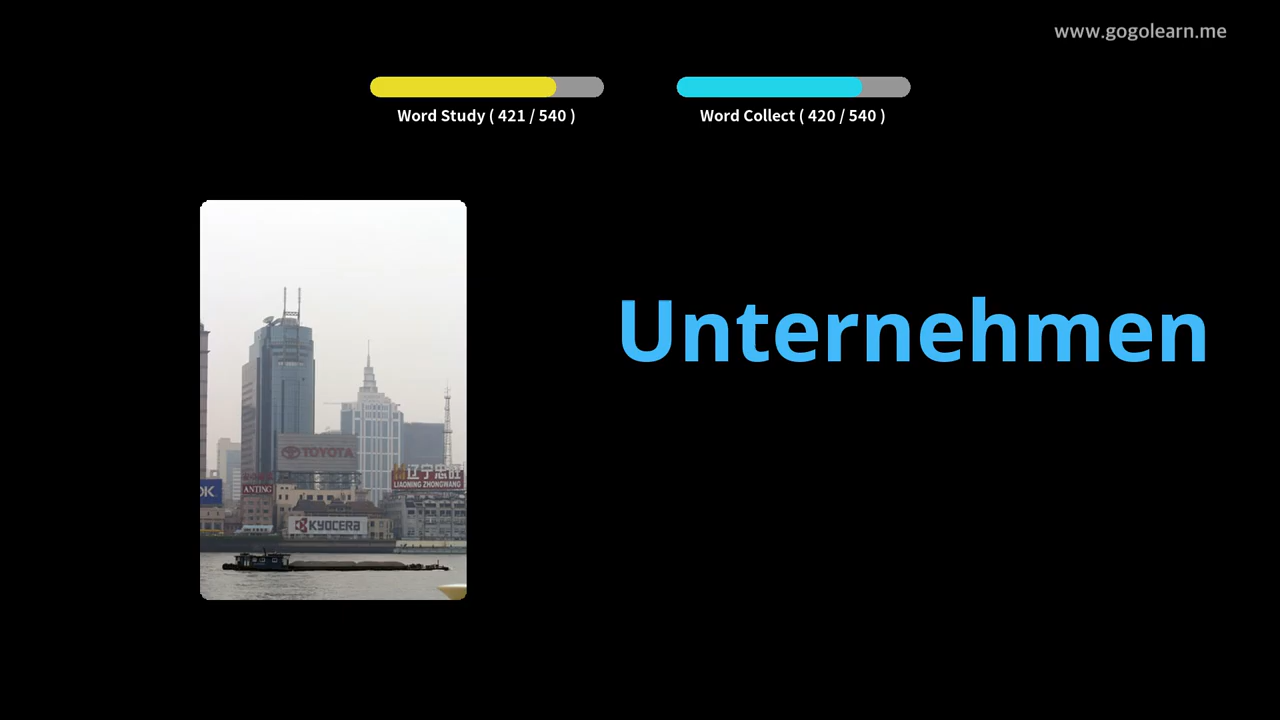 www.gogolearn.me
Word Study ( 421 / 540 )
Word Collect ( 420 / 540 )
Unternehmen
TOYOTA
辽宁忠旺
LIAONING ZHONGWANG
ANTING
OK
KYOCERA